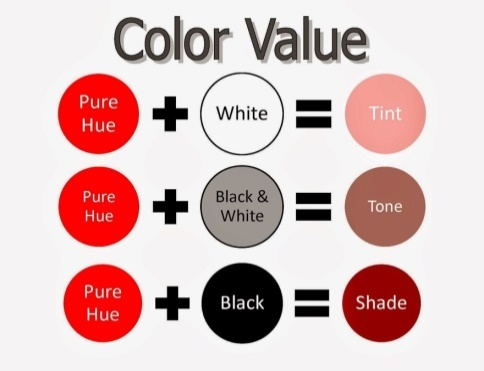 Color Value
Pure
Hue
+
White
=
Tint
Pure
Hue
+
Black &
White
=
Tone
Pure
Hue
+
Black
=
Shade